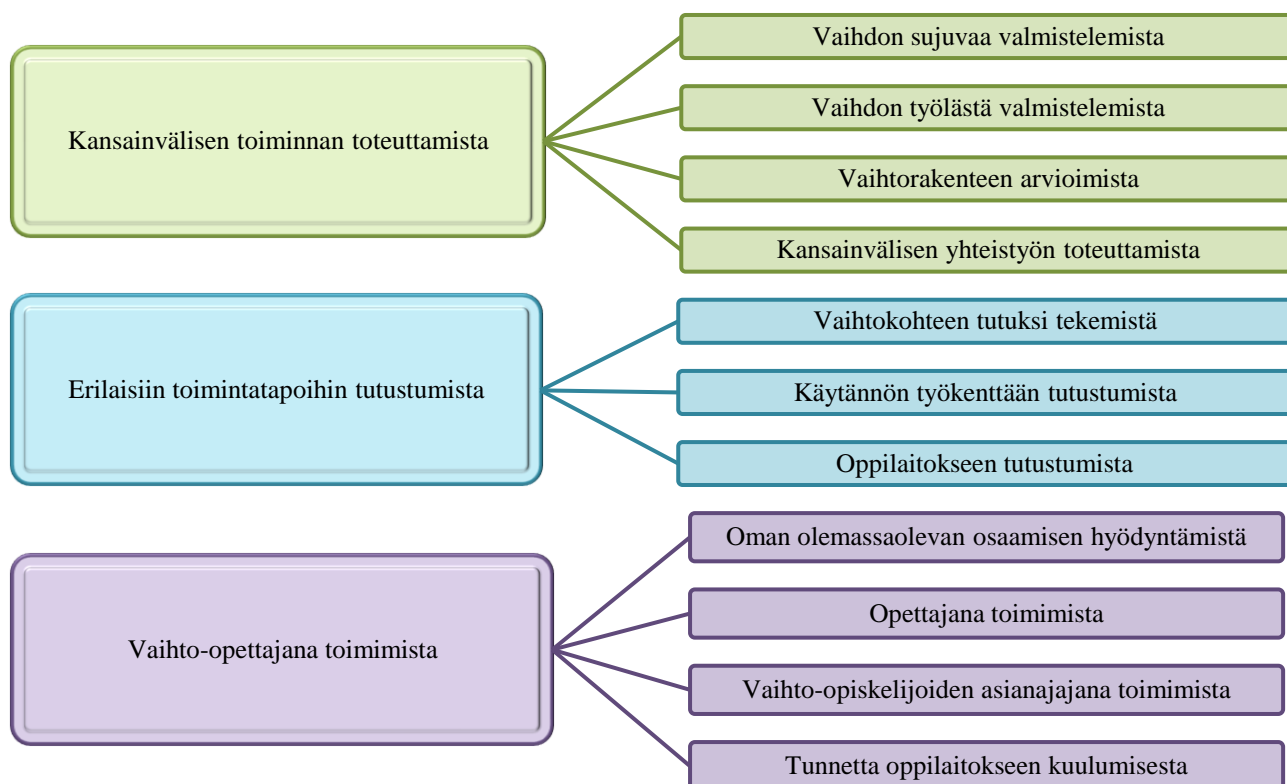 Kansainvälisen toiminnan toteuttamista
Vaihdon sujuvaa valmistelemista
Vaihdon työlästä valmistelemista
Vaihtorakenteen arvioimista
Kansainvälisen yhteistyön toteuttamista
Erilaisiin toimintatapoihin tutustumista
Vaihtokohteen tutuksi tekemistä
Käytännön työkenttään tutustumista
Oppilaitokseen tutustumista
Vaihto-opettajana toimimista
Oman olemassaolevan osaamisen hyödyntämistä
Opettajana toimimista
Vaihto-opiskelijoiden asianajajana toimimista
Tunnetta oppilaitokseen kuulumisesta